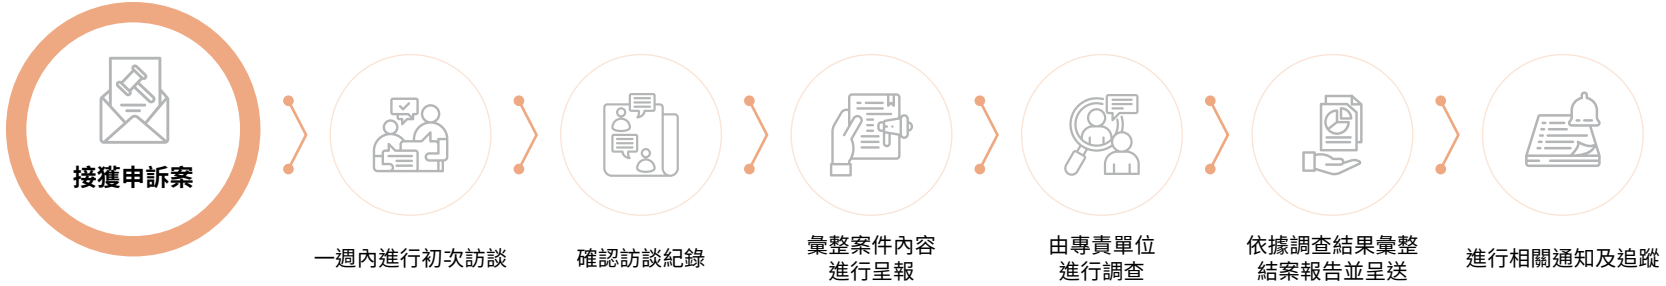 接獲申訴案
一週內進行初次訪談
確認訪談紀錄
彙整案件內容
進行呈報
由專責單位
進行調查
依據調查結果彙整
結案報告並呈送
進行相關通知及追蹤